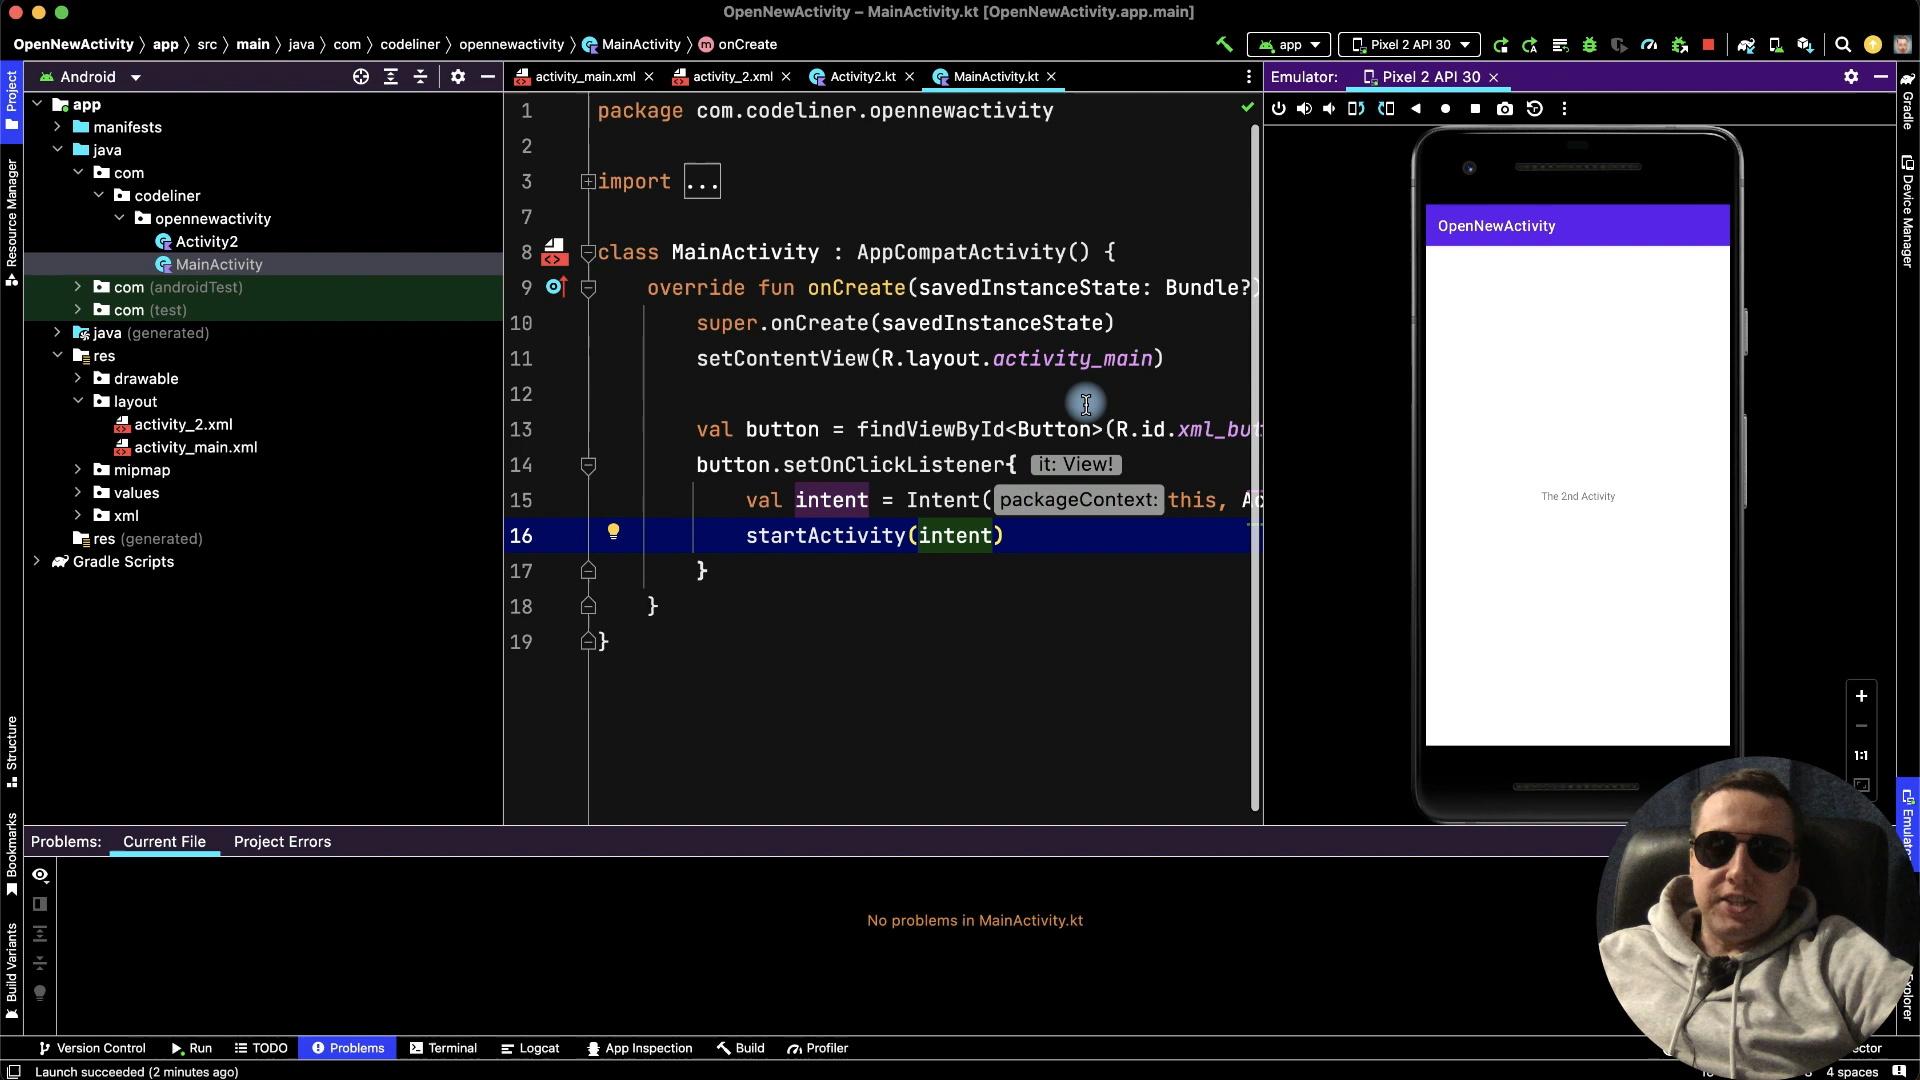 OpenNewActivity – MainActivity.kt [OpenNewActivity.app.main]
OpenNewActivity app src main java com codeliner opennewactivity MainActivity onCreate
app
Pixel 2 API 30
Android
activity_main.xml
activity_2.xml
Activity2.kt
MainActivity.kt
Emulator: Pixel 2 API 30
Project
Resource Manager
Structure
Bookmarks
Build Variants
app
manifests
java
com
codeliner
opennewactivity
Activity2
MainActivity
com (androidTest)
com (test)
java (generated)
res
drawable
layout
activity_2.xml
activity_main.xml
mipmap
values
xml
res (generated)
Gradle Scripts
1 package com.codeliner.opennewactivity
2
3 import ...
7
8 class MainActivity : AppCompatActivity() {
9 override fun onCreate(savedInstanceState: Bundle?)
10 super.onCreate(savedInstanceState)
11 setContentView(R.layout.activity_main)
12
13 val button = findViewById<Button>(R.id.xml_but
14 button.setOnClickListener{ it: View!
15 val intent = Intent( packageContext: this, Ac
16 startActivity(intent)
17 }
18 }
19 }
OpenNewActivity
The 2nd Activity
1:1
Gradle
Device Manager
Emulator
Problems: Current File Project Errors
No problems in MainActivity.kt
Version Control
Run
TODO
Problems
Terminal
Logcat
App Inspection
Build
Profiler
Launch succeeded (2 minutes ago)
4 spaces